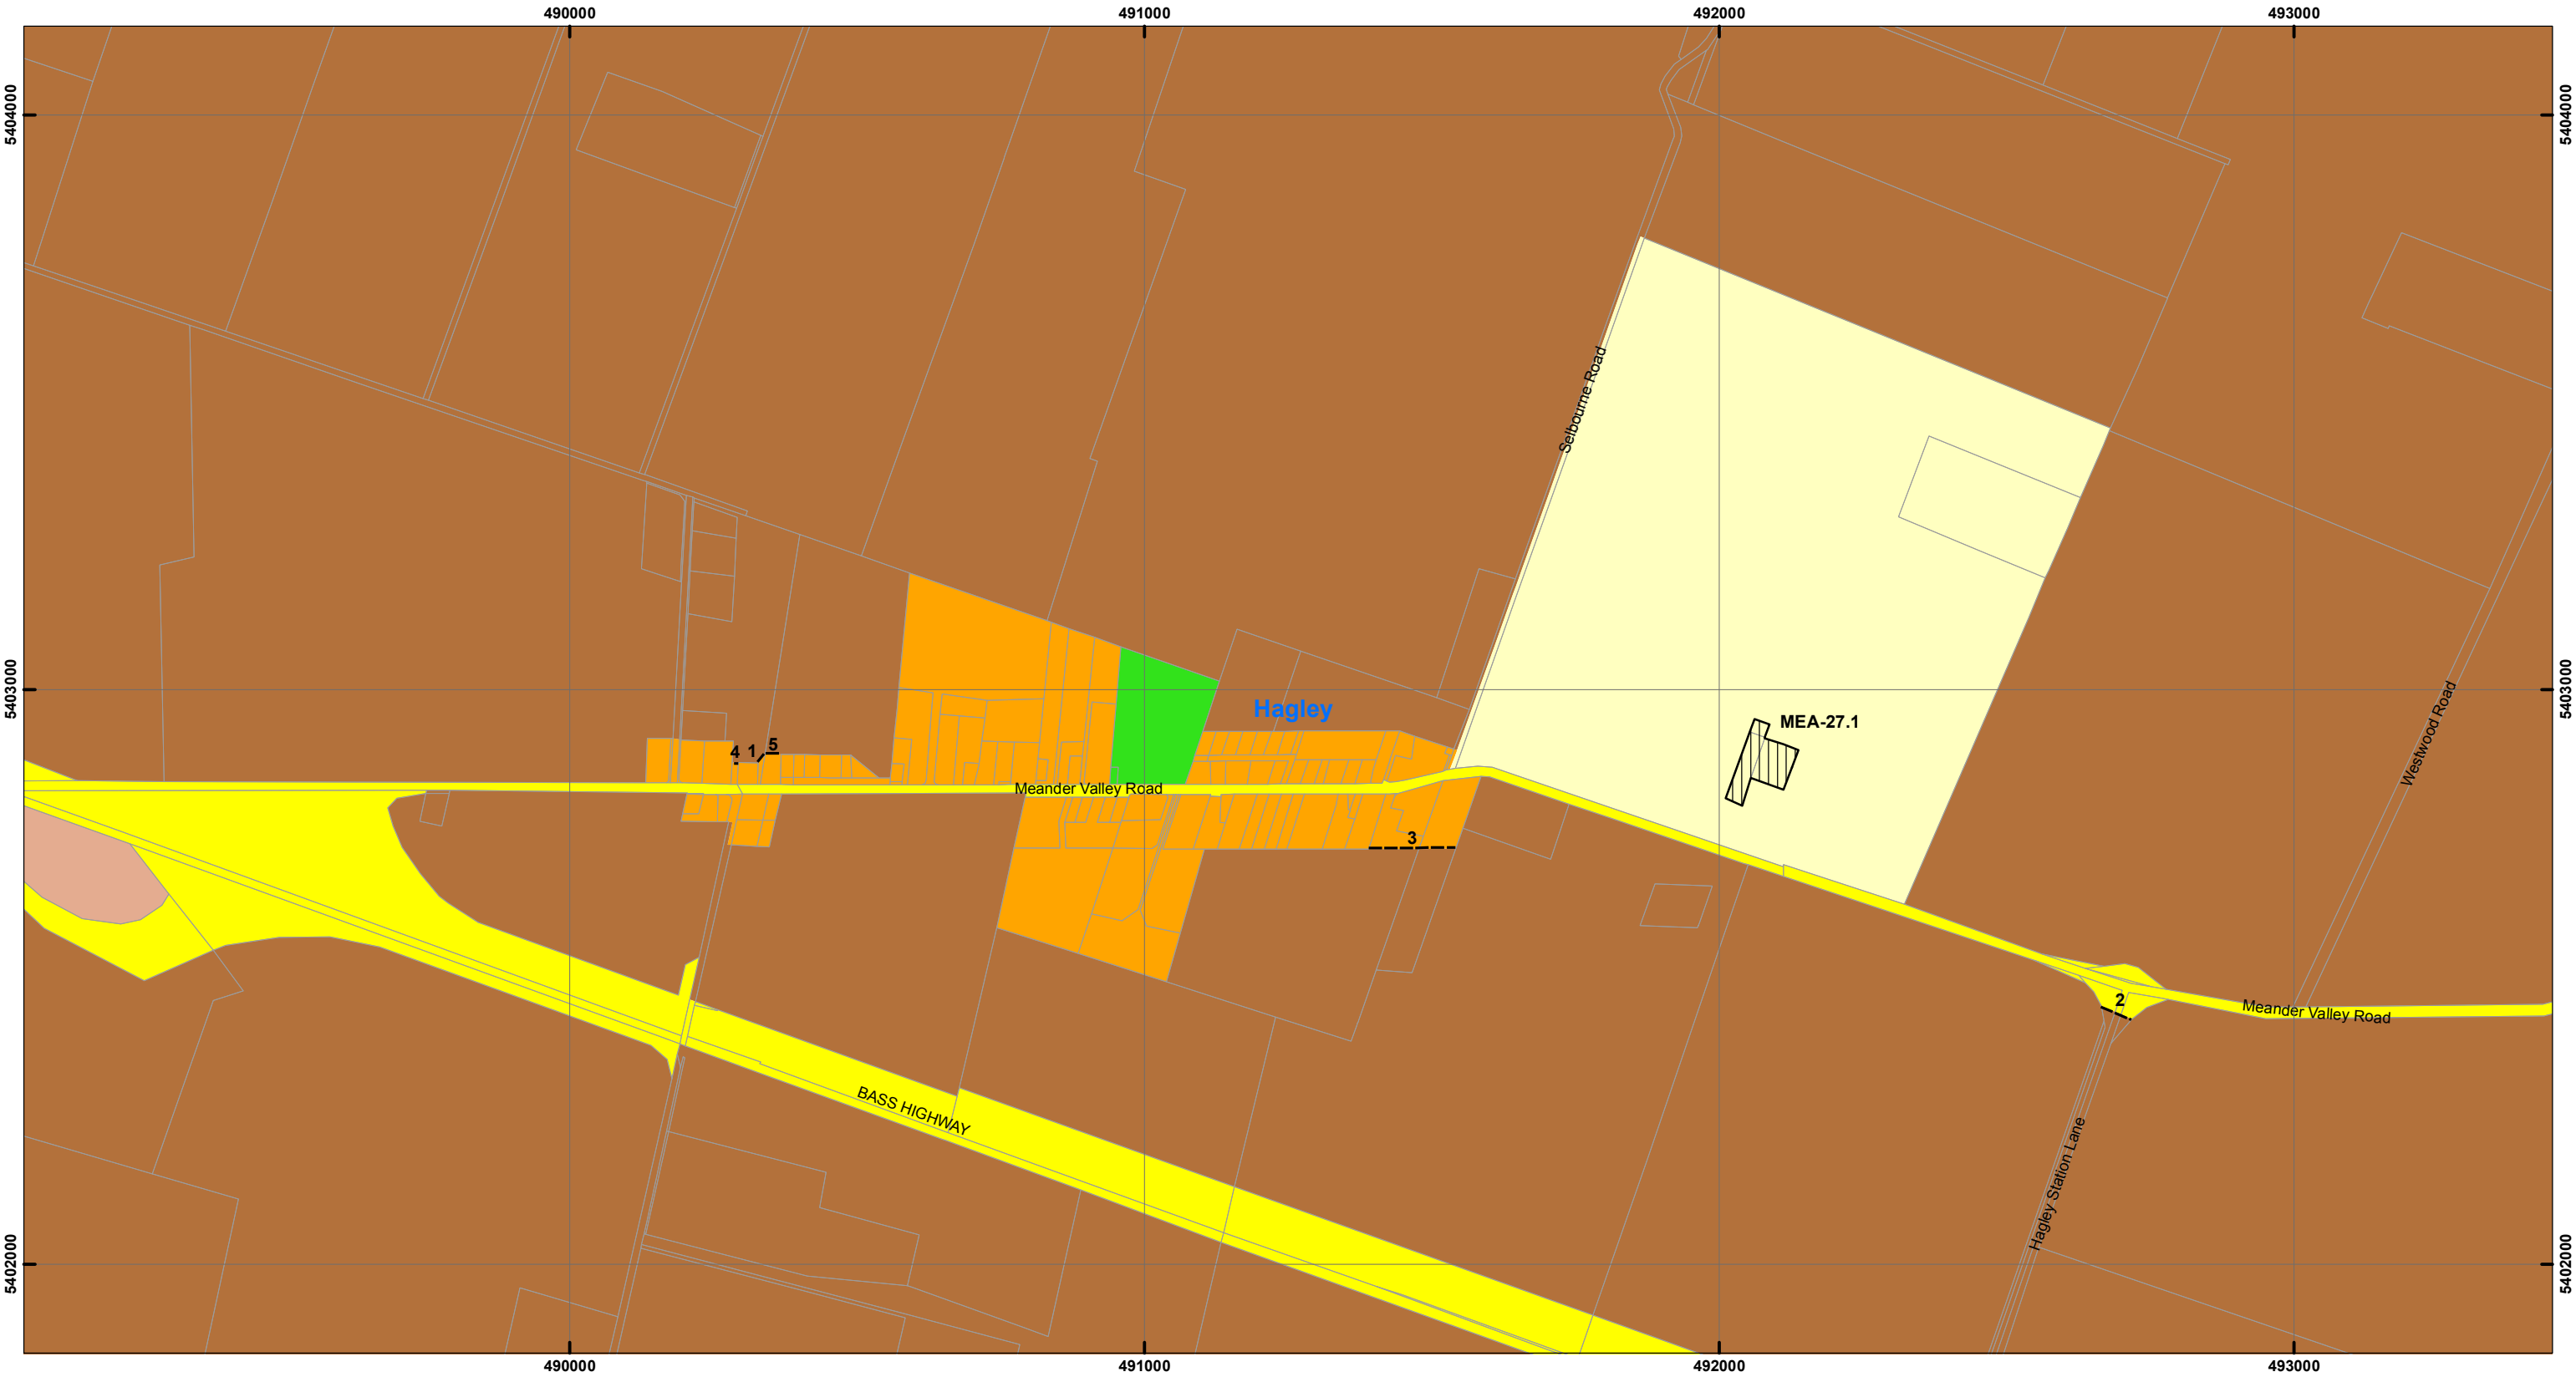 490000 491000 492000 493000
5404000 5404000
Selbourne Road
5403000 5403000
Westwood Road
Hagley
MEA-27.1
4 1 5
Meander Valley Road
3
2
Meander Valley Road
BASS HIGHWAY
Hagley Station Lane
5402000 5402000
490000 491000 492000 493000